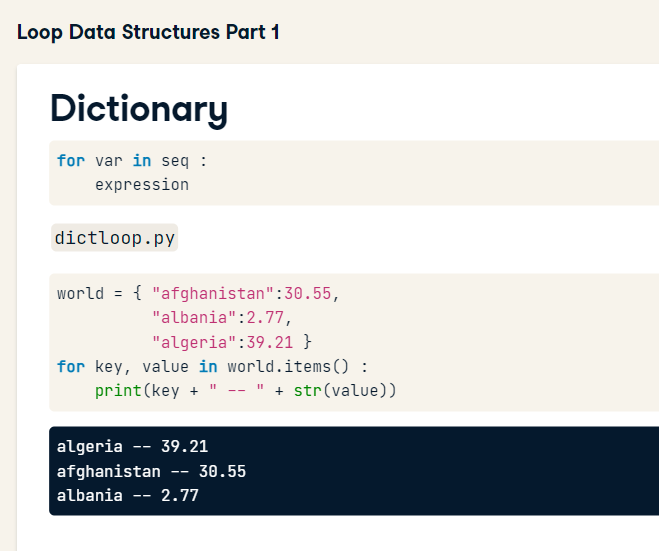 Loop Data Structures Part 1
Dictionary
for var in seq :
    expression
dictloop.py
world = { "afghanistan":30.55,
          "albania":2.77,
          "algeria":39.21 }
for key, value in world.items() :
    print(key + " -- " + str(value))
algeria -- 39.21
afghanistan -- 30.55
albania -- 2.77